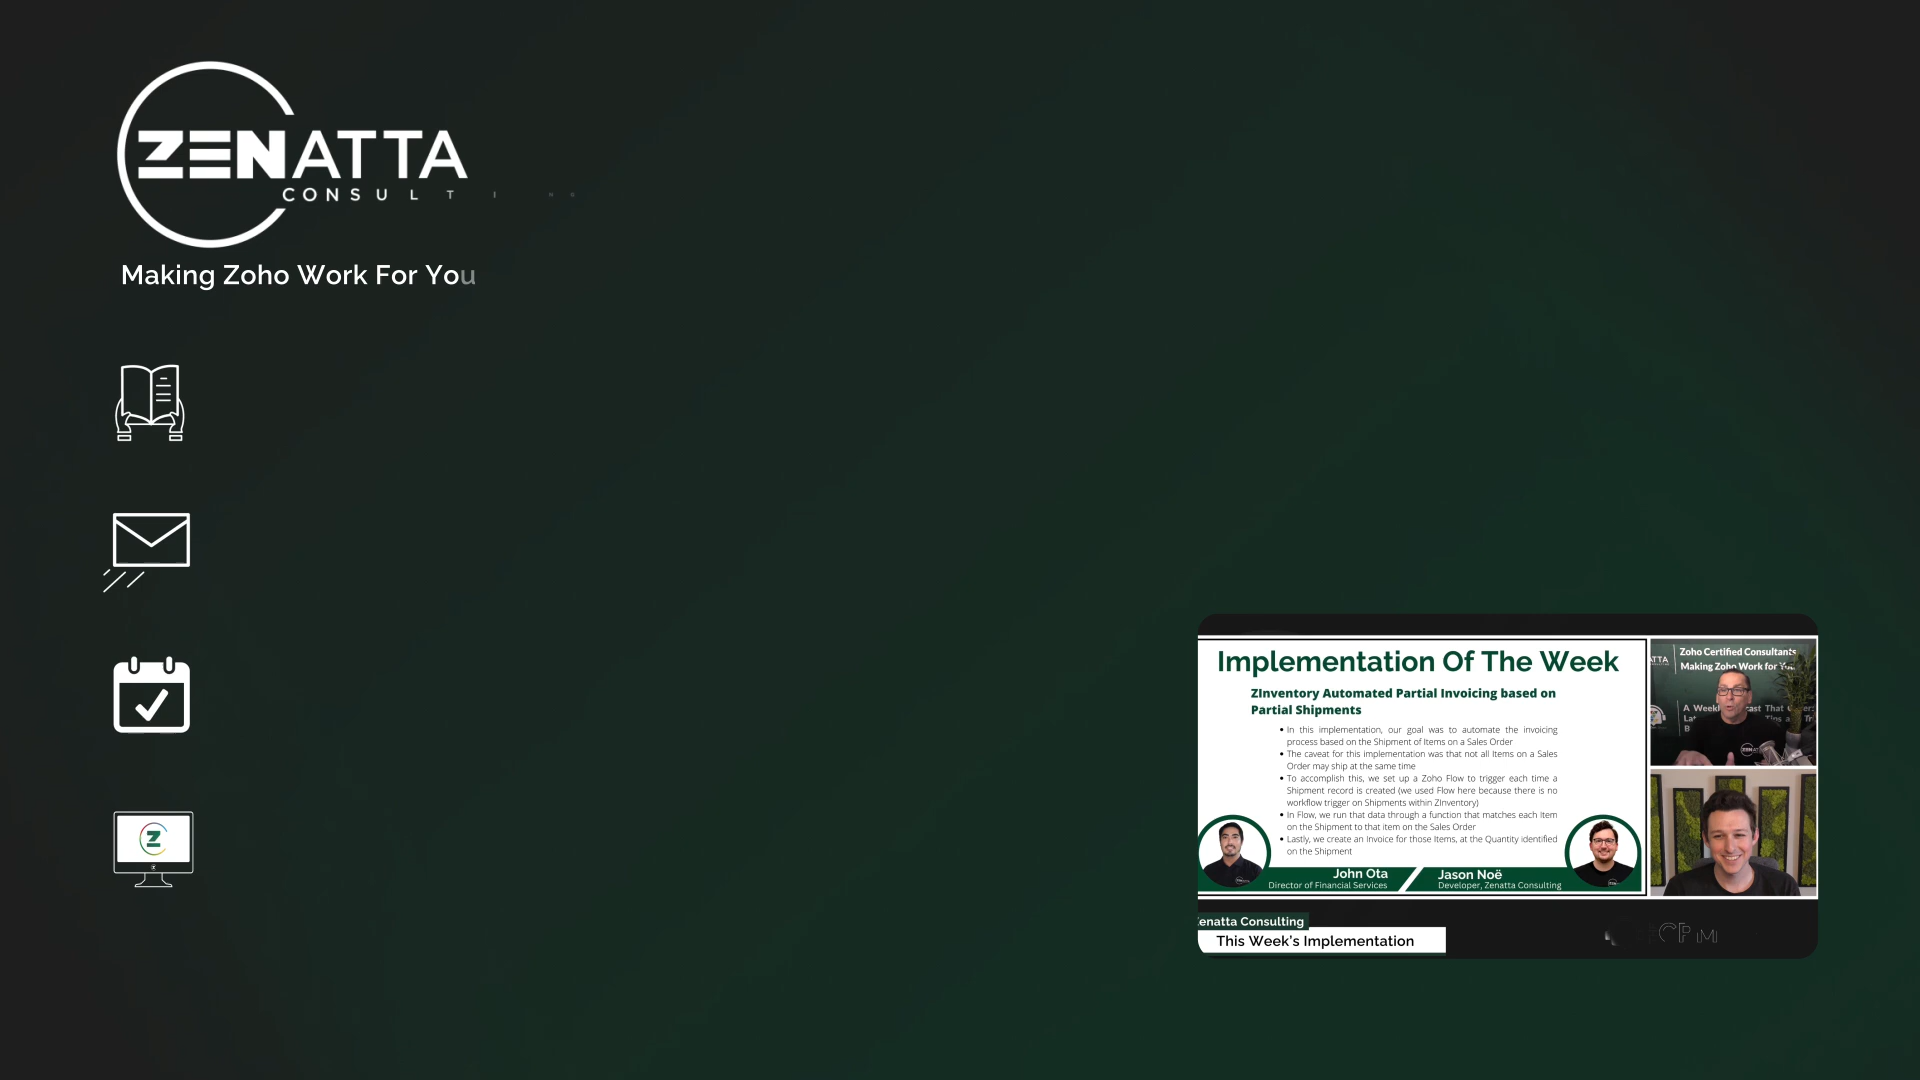 ZENATTA
CONSULTING
Making Zoho Work For You
Implementation Of The Week
ZInventory Automated Partial Invoicing based on
Partial Shipments
In this implementation, our goal was to automate the invoicing
process based on the Shipment of Items on a Sales Order
The caveat for this implementation was that not all Items on a Sales
Order may ship at the same time
To accomplish this, we set up a Zoho Flow to trigger each time a
Shipment record is created (we used Flow here because there is no
workflow trigger on Shipments within ZInventory)
In Flow, we run that data through a function that matches each Item
on the Shipment to that item on the Sales Order
Lastly, we create an Invoice for those Items, at the Quantity identified
on the Shipment
John Ota
Director of Financial Services
Jason Noë
Developer, Zenatta Consulting
Zoho Certified Consultants
Making Zoho Work for You
A Weekly
enatta Consulting
This Week's Implementation